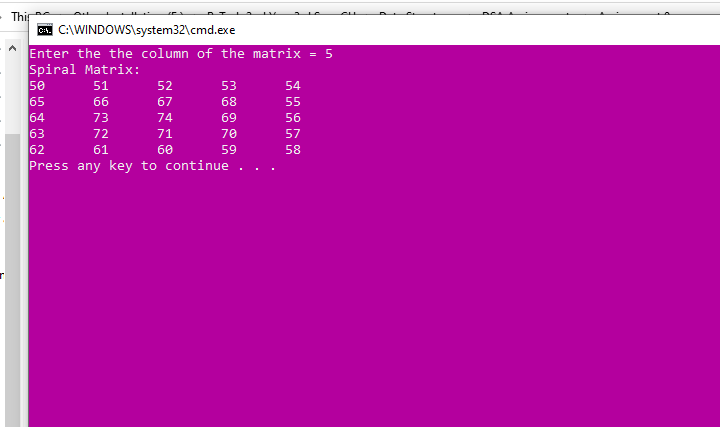 This
C:\WINDOWS\system32\cmd.exe
Enter the the column of the matrix = 5
Spiral Matrix:
50 51 52 53 54
65 66 67 68 55
64 73 74 69 56
63 72 71 70 57
62 61 60 59 58
Press any key to continue . . .